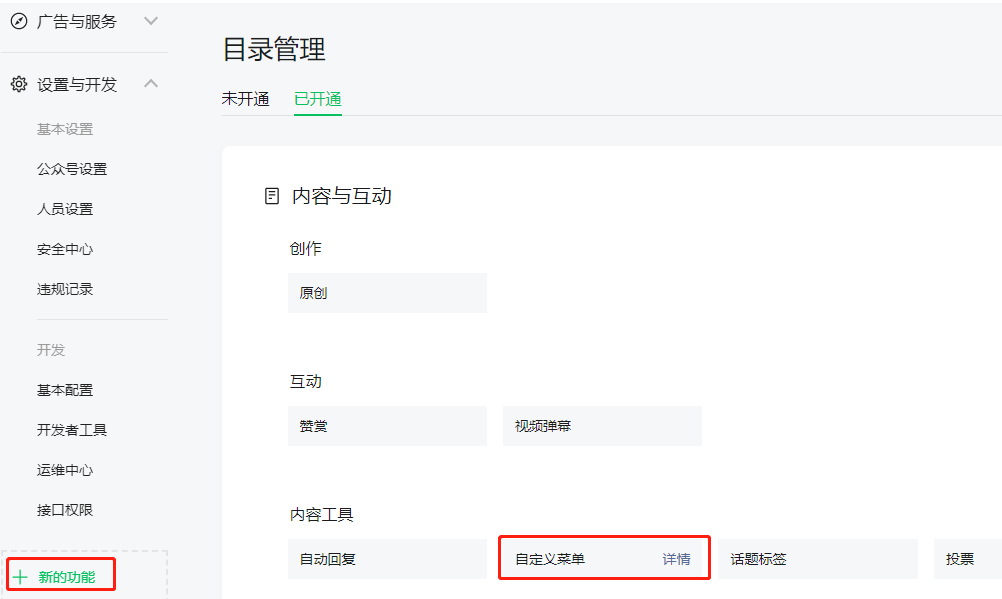 广告与服务
设置与开发
基本设置
公众号设置
人员设置
安全中心
违规记录
开发
基本配置
开发者工具
运维中心
接口权限
新的功能
目录管理
未开通 已开通
内容与互动
创作
原创
互动
赞赏 视频弹幕
内容工具
自动回复 自定义菜单 详情 话题标签 投票